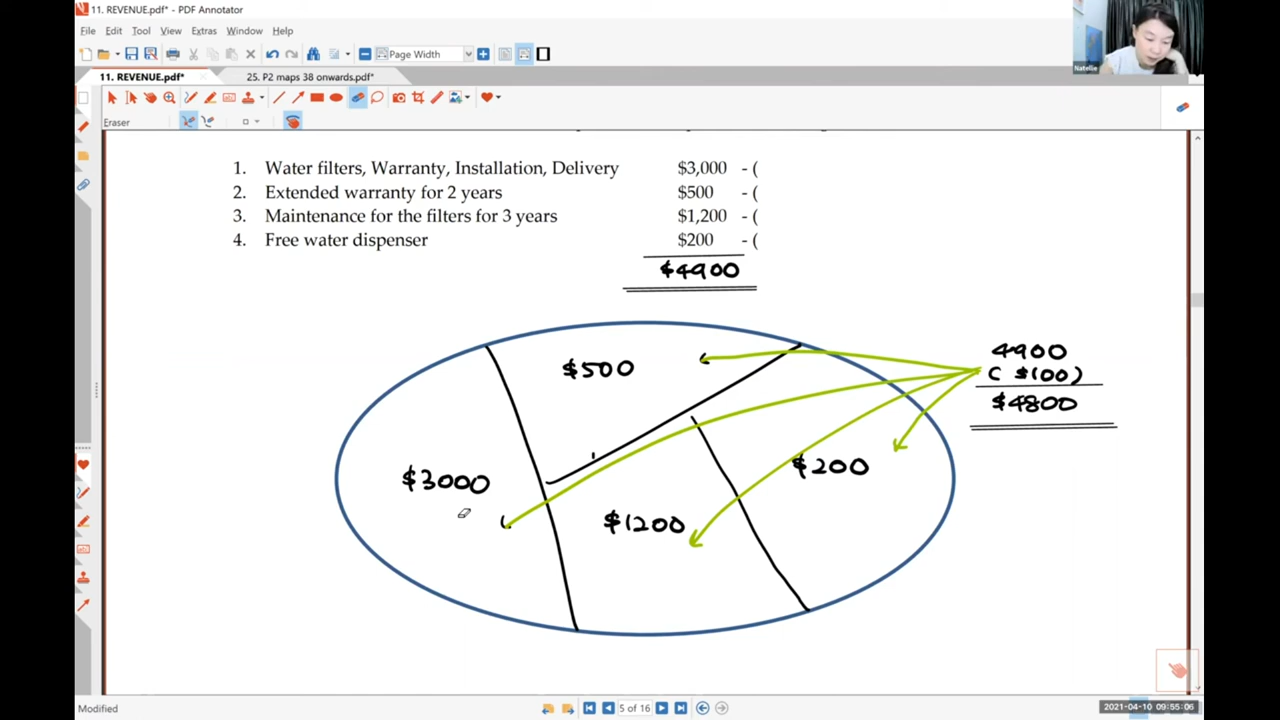 11. REVENUE.pdf* - PDF Annotator
File Edit Tool View Extras Window Help
Page Width
11. REVENUE.pdf* 25. P2 maps 38 onwards.pdf*
Eraser
Natelie
1. Water filters, Warranty, Installation, Delivery $3,000 - (
2. Extended warranty for 2 years $500 - (
3. Maintenance for the filters for 3 years $1,200 - (
4. Free water dispenser $200 - (
$4900
$500
4900
( $100)
$4800
$3000
$200
$1200
Modified
5 of 16
2021-04-10 09:55:06